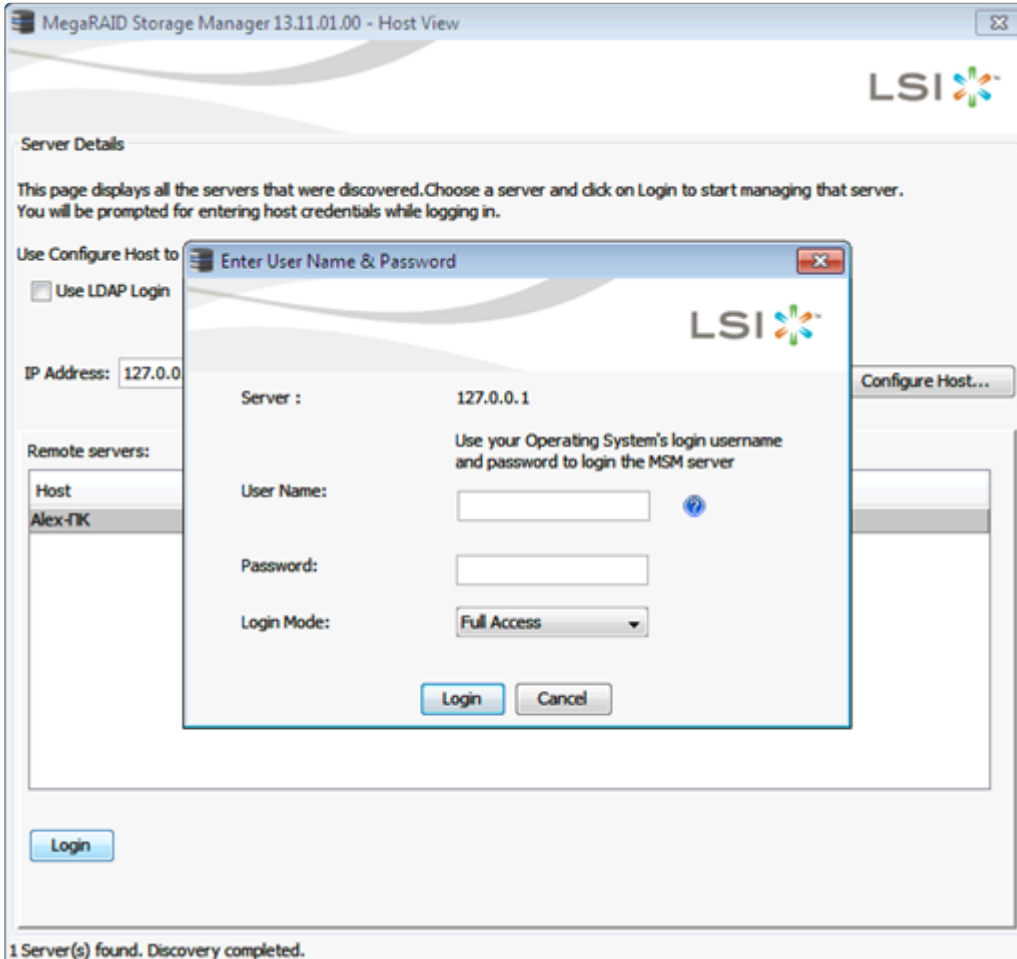 MegaRAID Storage Manager 13.11.01.00 - Host View
LSI
Server Details
This page displays all the servers that were discovered.Choose a server and click on Login to start managing that server.
You will be prompted for entering host credentials while logging in.
Use Configure Host to
Use LDAP Login
IP Address: 127.0.0.
Configure Host...
Remote servers:
Host
Alex-ПК
Enter User Name & Password
LSI
Server : 127.0.0.1
Use your Operating System's login username
and password to login the MSM server
User Name:
Password:
Login Mode: Full Access
Login Cancel
Login
1 Server(s) found. Discovery completed.